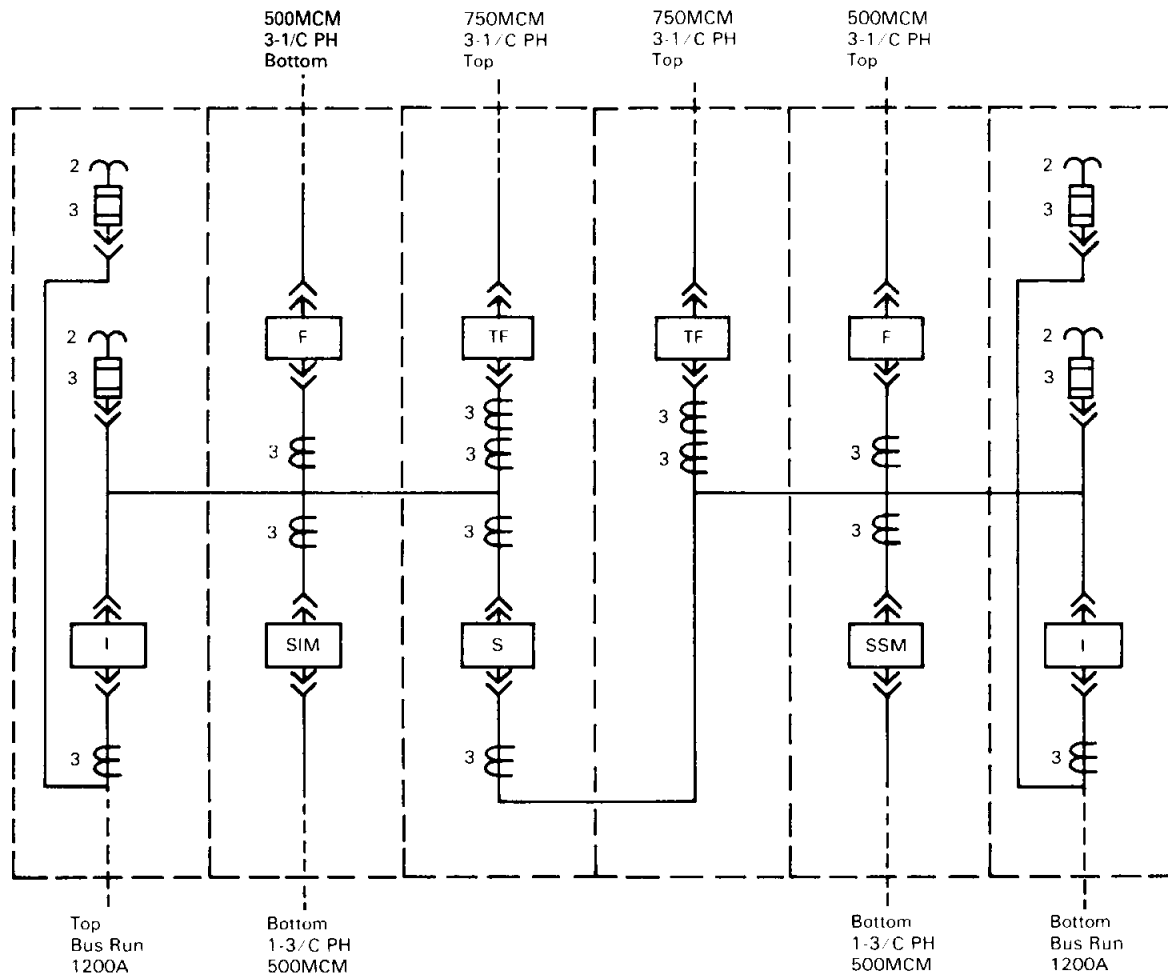 500MCM
3-1/C PH
Bottom
750MCM
3-1/C PH
Top
750MCM
3-1/C PH
Top
500MCM
3-1/C PH
Top
2
3
2
3
2
3
2
3
F
TF
TF
F
3
3
3
3
3
3
3
3
3
3
I
SIM
S
SSM
I
3
3
3
Top
Bus Run
1200A
Bottom
1-3/C PH
500MCM
Bottom
1-3/C PH
500MCM
Bottom
Bus Run
1200A